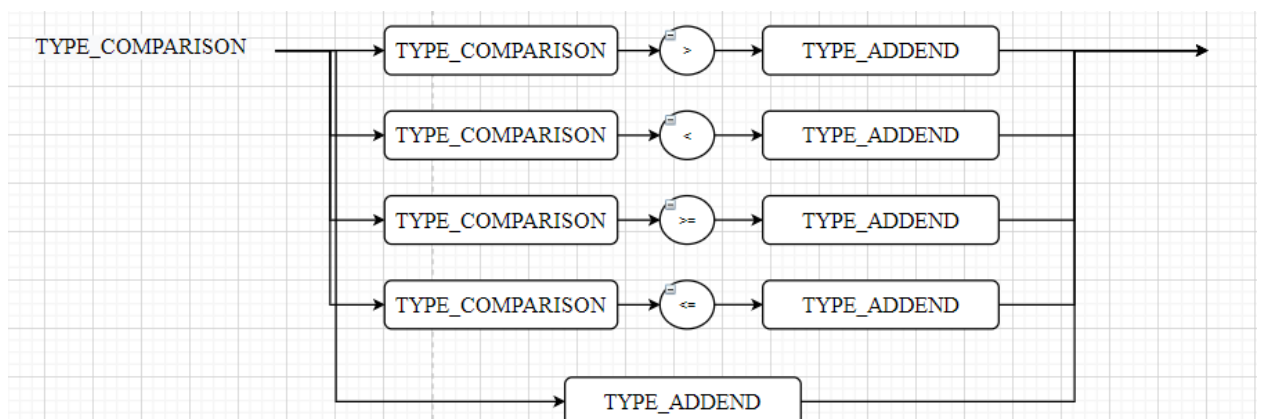 TYPE_COMPARISON TYPE_COMPARISON > TYPE_ADDEND
TYPE_COMPARISON < TYPE_ADDEND
TYPE_COMPARISON >= TYPE_ADDEND
TYPE_COMPARISON <= TYPE_ADDEND
TYPE_ADDEND